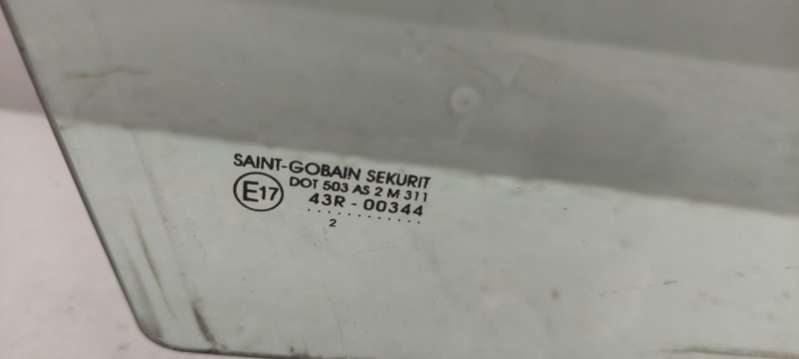 SAINT-GOBAIN SEKURIT
E17 DOT 503 AS 2 M 311
43R - 00344
..............
2